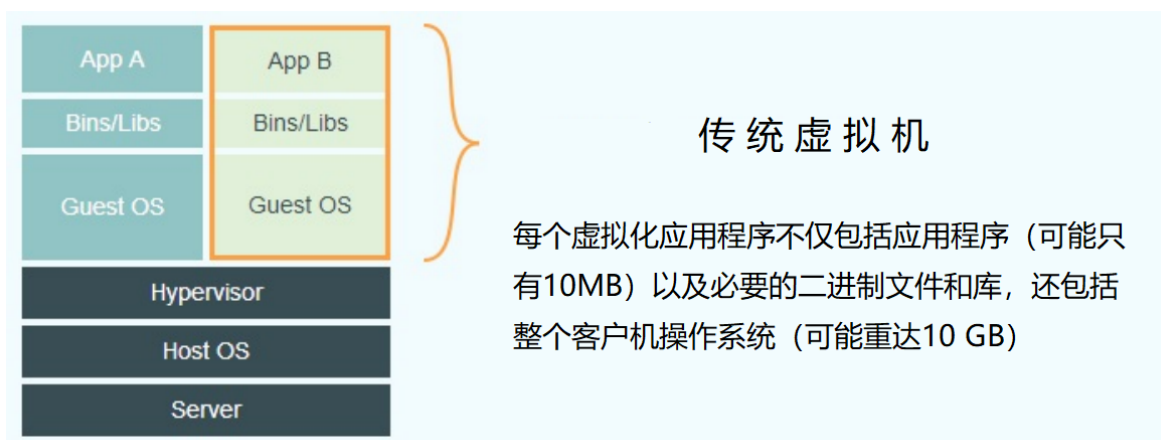 App A
App B
Bins/Libs
Bins/Libs
Guest OS
Guest OS
Hypervisor
Host OS
Server
传统虚拟机
每个虚拟化应用程序不仅包括应用程序（可能只
有10MB）以及必要的二进制文件和库，还包括
整个客户机操作系统（可能重达10 GB）